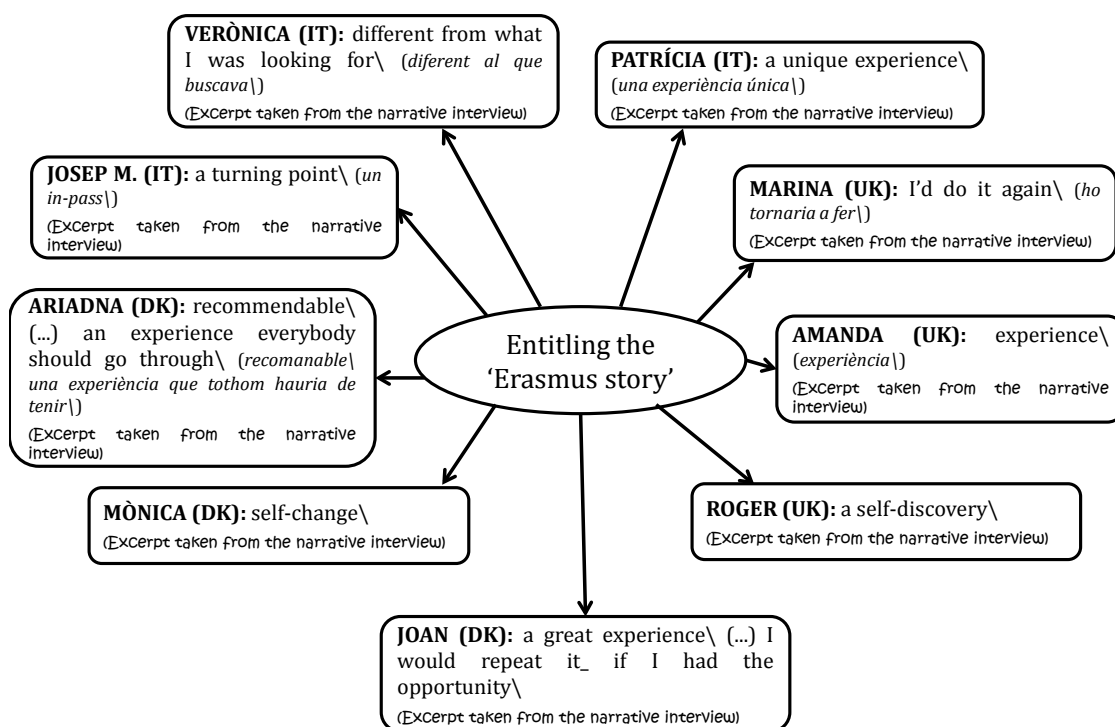 VERÒNICA (IT): different from what
I was looking for\ (diferent al que
buscava\)
(Excerpt taken from the narrative interview)
PATRÍCIA (IT): a unique experience\
(una experiència única\)
(Excerpt taken from the narrative interview)
JOSEP M. (IT): a turning point\ (un
in-pass\)
(Excerpt taken from the narrative
interview)
MARINA (UK): I’d do it again\ (ho
tornaria a fer\)
(Excerpt taken from the narrative interview)
ARIADNA (DK): recommendable\
(...) an experience everybody
should go through\ (recomanable\
una experiència que tothom hauria de
tenir\)
(Excerpt taken from the narrative
interview)
Entitling the
‘Erasmus story’
AMANDA (UK): experience\
(experiència\)
(Excerpt taken from the narrative
interview)
MÒNICA (DK): self-change\
(Excerpt taken from the narrative interview)
ROGER (UK): a self-discovery\
(Excerpt taken from the narrative interview)
JOAN (DK): a great experience\ (...) I
would repeat it_ if I had the
opportunity\
(Excerpt taken from the narrative interview)